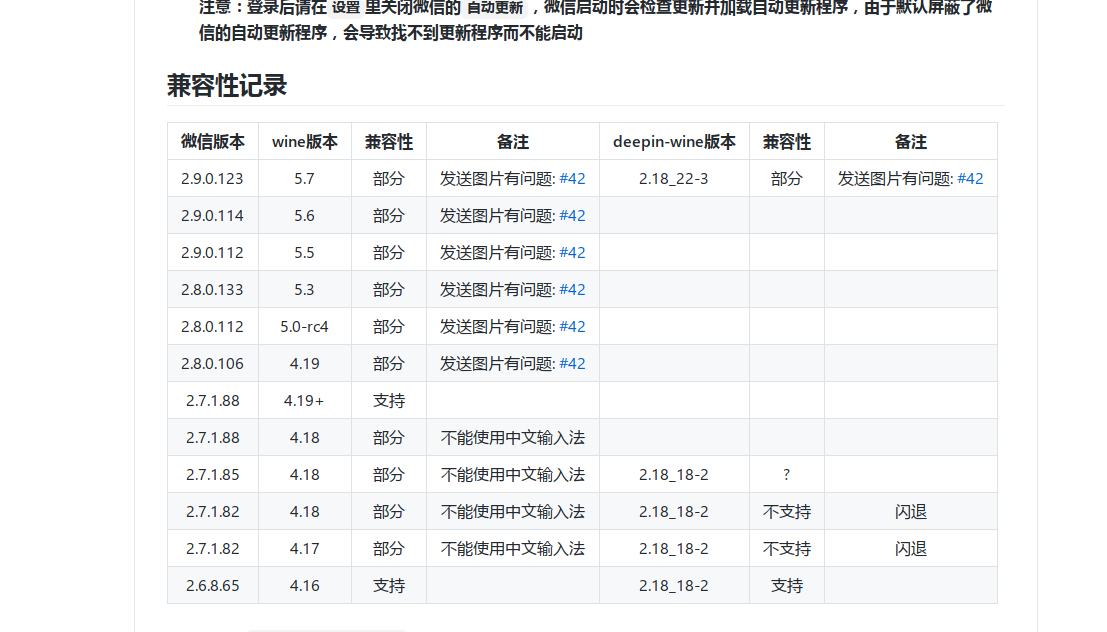 注意：登录后请在 设置 里关闭微信的 自动更新 ，微信启动时会检查更新并加载自动更新程序，由于默认屏蔽了微
信的自动更新程序，会导致找不到更新程序而不能启动
兼容性记录
微信版本 wine版本 兼容性 备注 deepin-wine版本 兼容性 备注
2.9.0.123 5.7 部分 发送图片有问题: #42 2.18_22-3 部分 发送图片有问题: #42
2.9.0.114 5.6 部分 发送图片有问题: #42
2.9.0.112 5.5 部分 发送图片有问题: #42
2.8.0.133 5.3 部分 发送图片有问题: #42
2.8.0.112 5.0-rc4 部分 发送图片有问题: #42
2.8.0.106 4.19 部分 发送图片有问题: #42
2.7.1.88 4.19+ 支持
2.7.1.88 4.18 部分 不能使用中文输入法
2.7.1.85 4.18 部分 不能使用中文输入法 2.18_18-2 ?
2.7.1.82 4.18 部分 不能使用中文输入法 2.18_18-2 不支持 闪退
2.7.1.82 4.17 部分 不能使用中文输入法 2.18_18-2 不支持 闪退
2.6.8.65 4.16 支持 2.18_18-2 支持